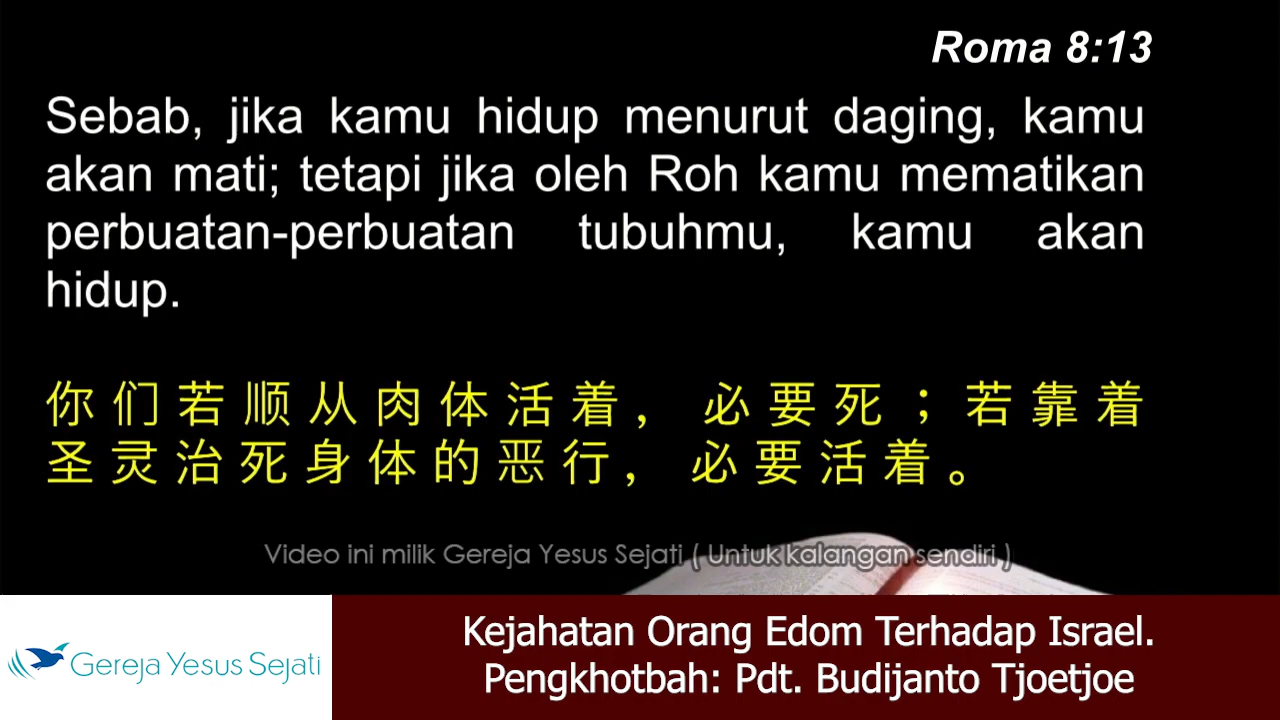 Roma 8:13
Sebab, jika kamu hidup menurut daging, kamu
akan mati; tetapi jika oleh Roh kamu mematikan
perbuatan-perbuatan tubuhmu, kamu akan
hidup.
你们若顺从肉体活着，必要死；若靠着
圣灵治死身体的恶行，必要活着。
Video ini milik Gereja Yesus Sejati ( Untuk kalangan sendiri )
Gereja Yesus Sejati
Kejahatan Orang Edom Terhadap Israel.
Pengkhotbah: Pdt. Budijanto Tjoetjoe